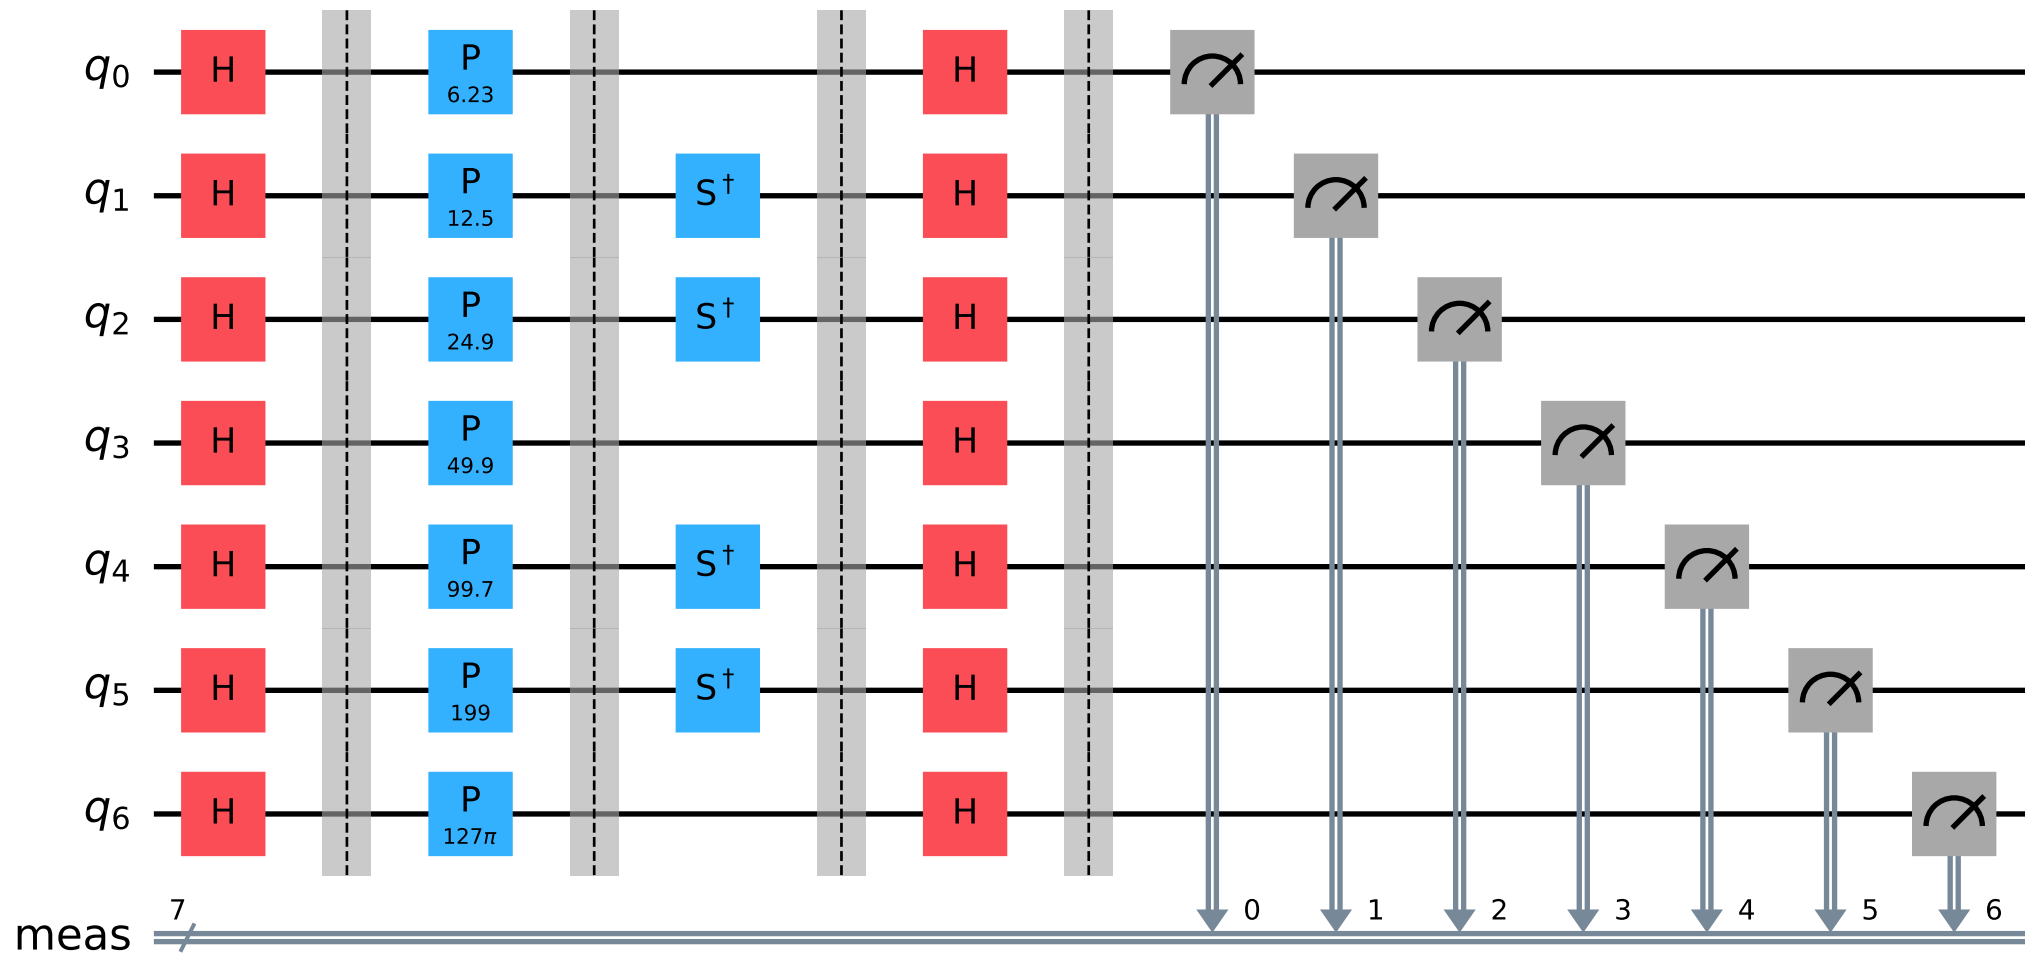 q0 H P 6.23 H
q1 H P 12.5 S† H
q2 H P 24.9 S† H
q3 H P 49.9 H
q4 H P 99.7 S† H
q5 H P 199 S† H
q6 H P 127π H
meas 7 0 1 2 3 4 5 6